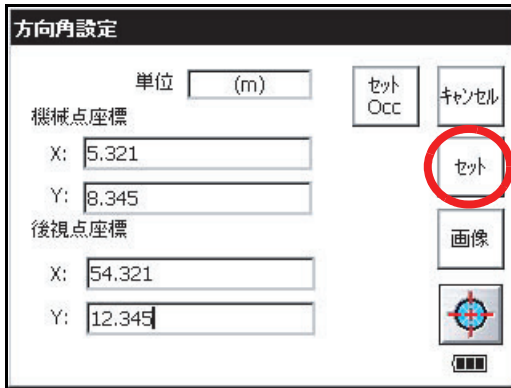 方向角設定
単位 (m)
セット
Occ
キャンセル
機械点座標
X: 5.321
セット
Y: 8.345
後視点座標
画像
X: 54.321
Y: 12.345